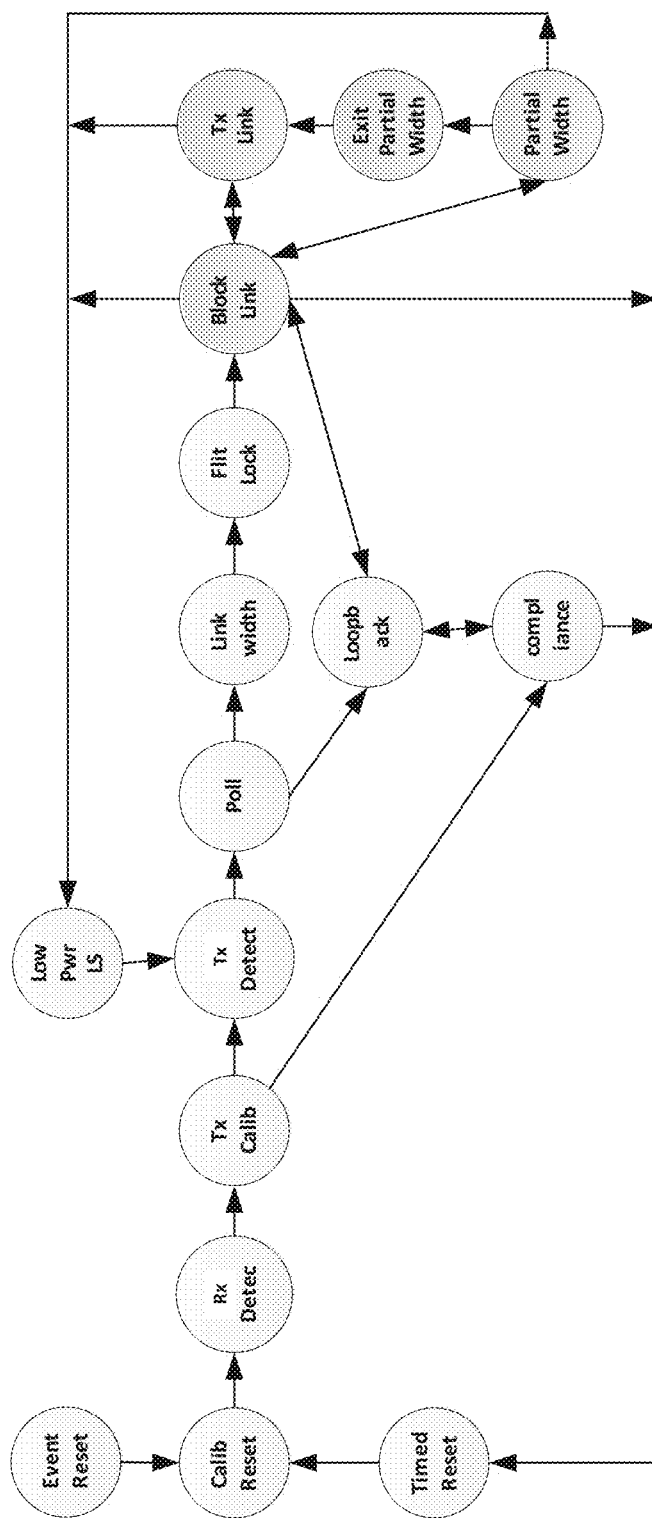 Event
Reset
Calib
Reset
Timed
Reset
Rx
Detec
Tx
Calib
Low
Pwr
LS
Tx
Detect
Poll
Link
width
Flit
Lock
Block
Link
Tx
Link
Exit
Partial
Width
Partial
Width
Loopb
ack
compl
iance